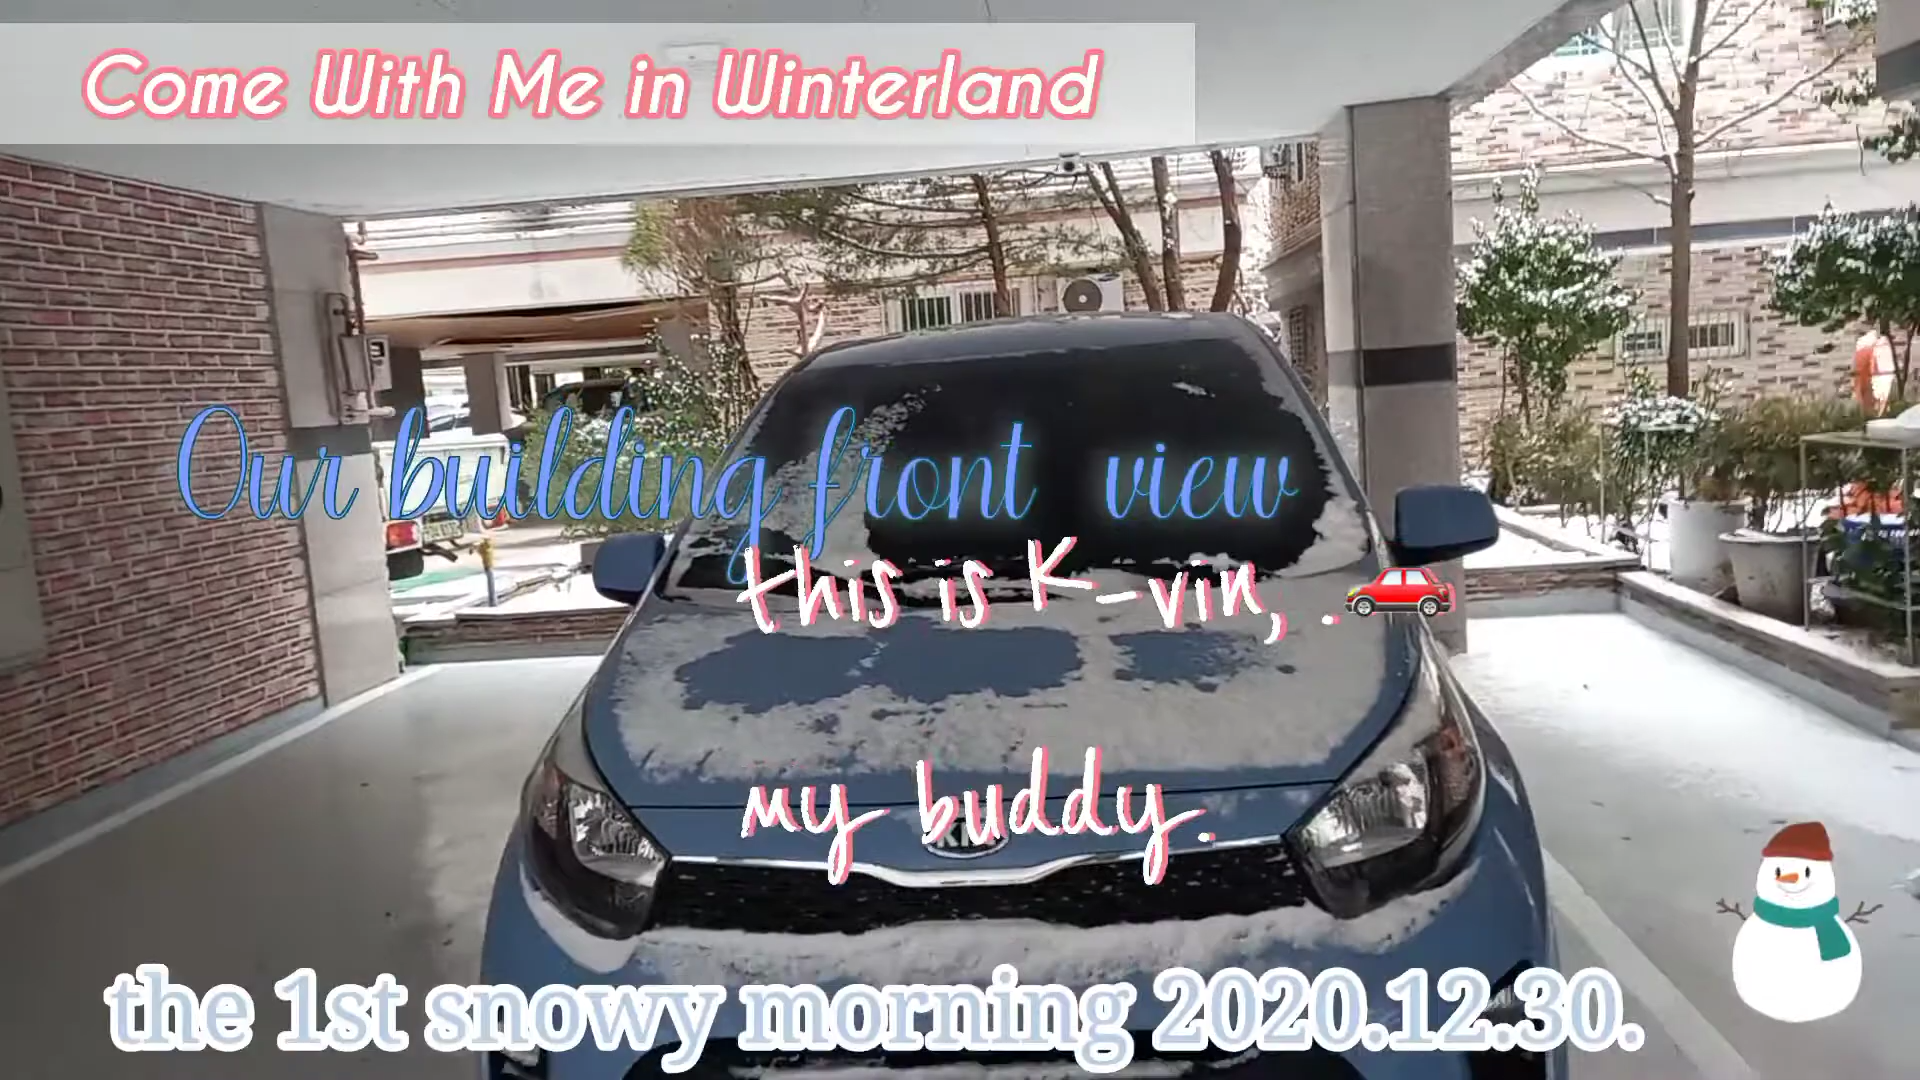 Come With Me in Winterland
Our building front view
this is K-vin, .🚗
my buddy.
KIA
the 1st snowy morning 2020.12.30.